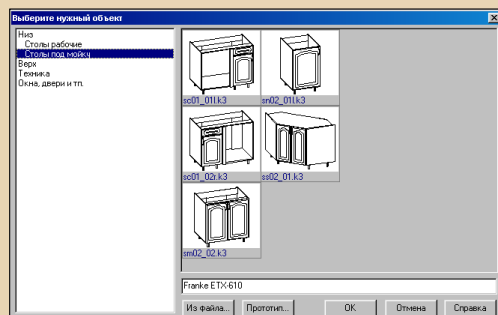 Выберите нужный объект
Низ
Столы рабочие
Столы под мойку
Верх
Техника
Окна, двери и тп.
sc01_01l.k3
sn02_01l.k3
sc01_02r.k3
ss02_01.k3
sm02_02.k3
Franke ETX-610
Из файла...
Прототип...
OK
Отмена
Справка